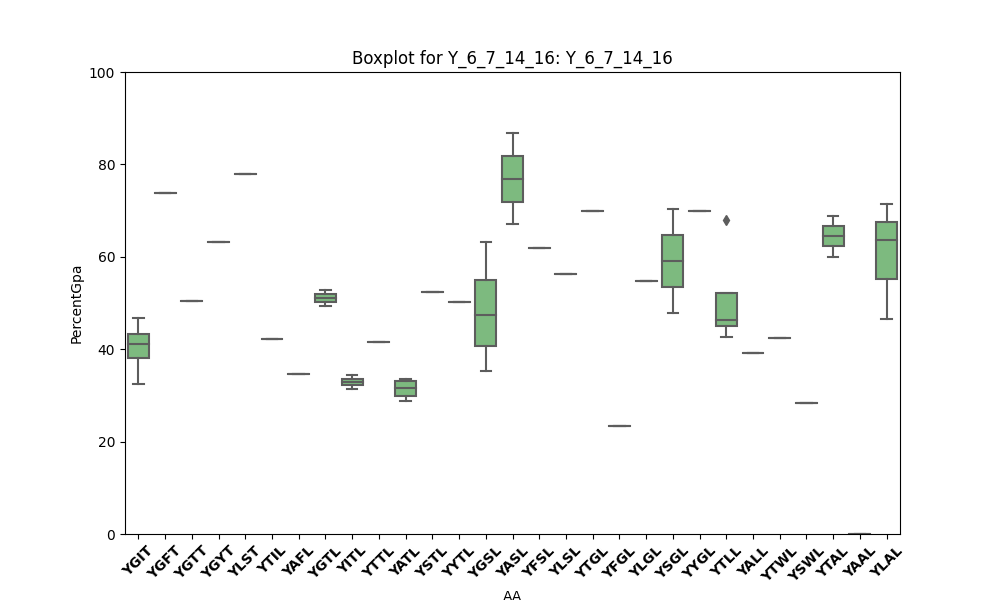 Boxplot for Y_6_7_14_16: Y_6_7_14_16
100
80
60
40
20
0
PercentGpa
YGIT YGFT YGTT YGYT YLST YTIL YAFL YGTL YITL YTTL YATL YSTL YYTL YGSL YASL YFSL YLSL YTGL YFGL YLGL YSGL YYGL YTLL YALL YTWL YSWL YTAL YAAL YLAL
AA